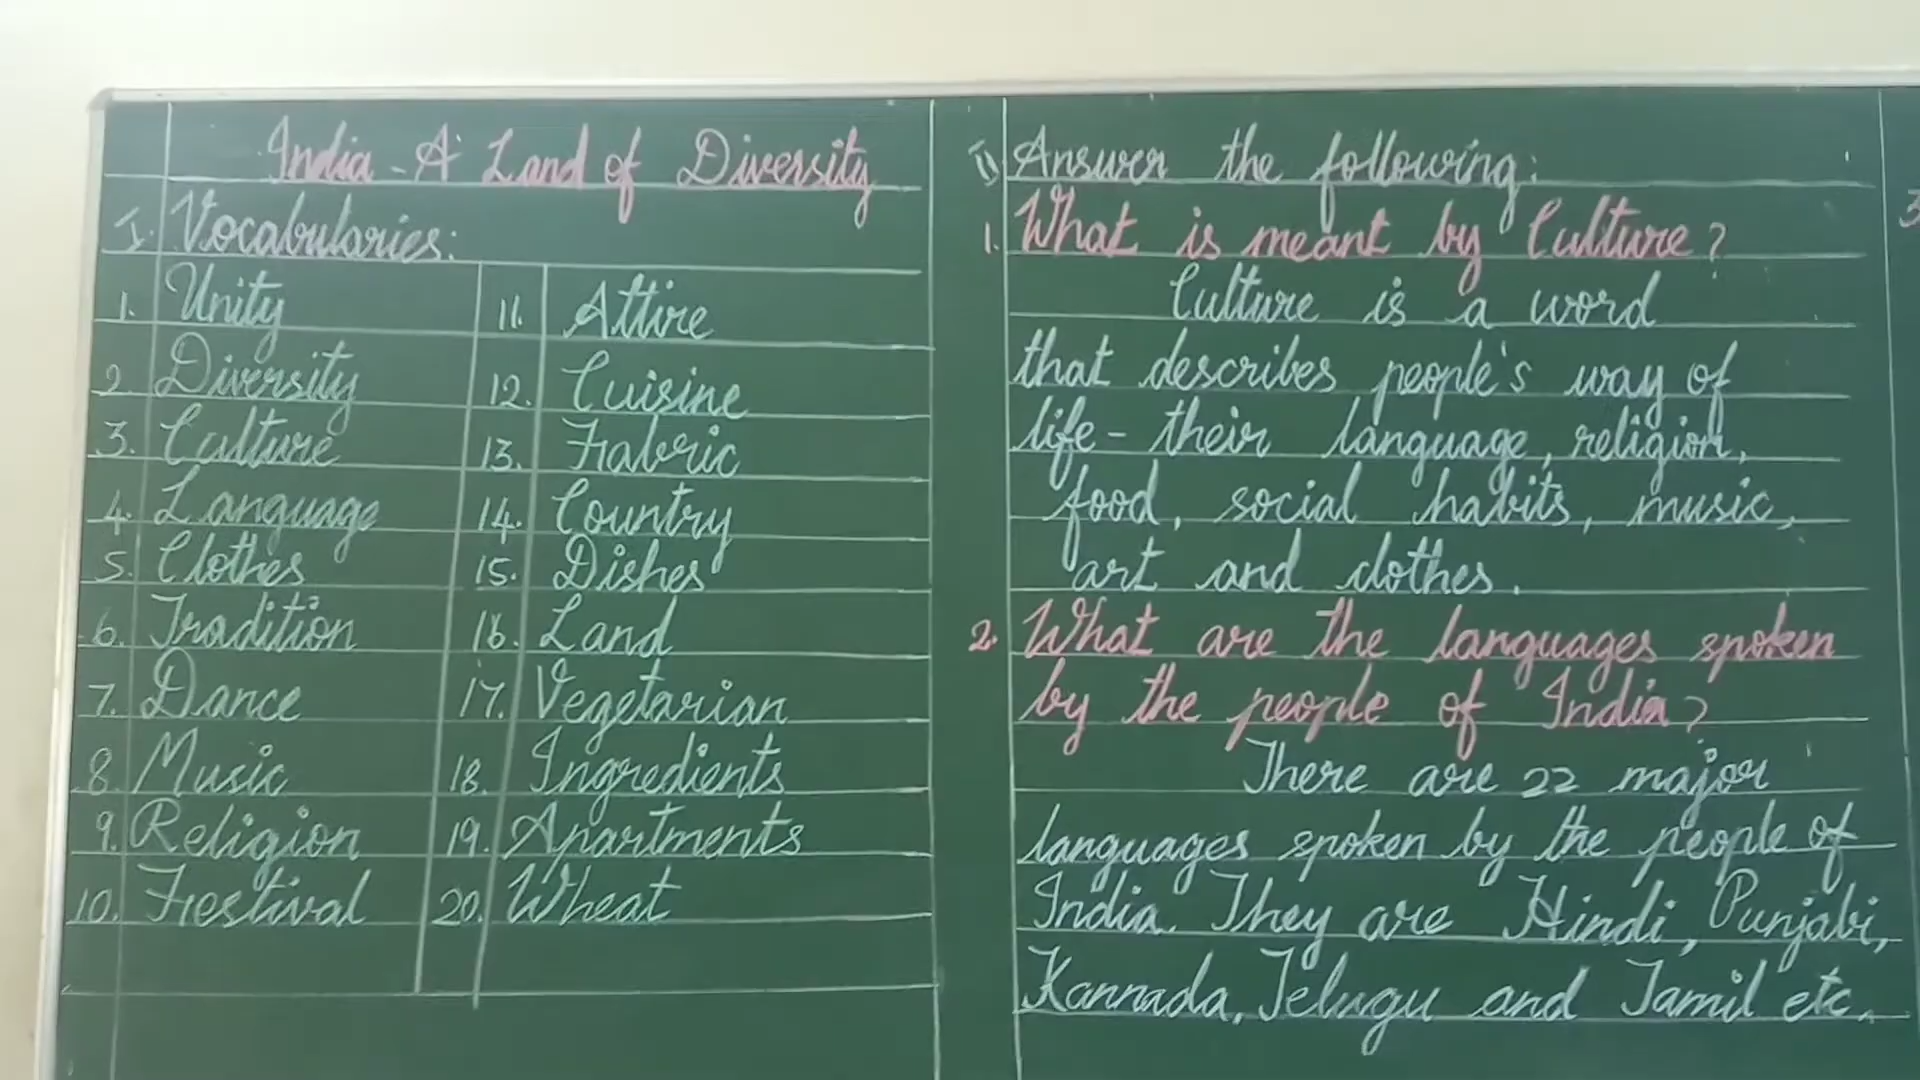 India - A Land of Diversity
I. Vocabularies:
1. Unity
2. Diversity
3. Culture
4. Language
5. Clothes
6. Tradition
7. Dance
8. Music
9. Religion
10. Festival
11. Attire
12. Cuisine
13. Fabric
14. Country
15. Dishes
16. Land
17. Vegetarian
18. Ingredients
19. Apartments
20. Wheat
II) Answer the following:
1. What is meant by Culture?
Culture is a word
that describes people's way of
life - their language, religion,
food, social habits, music,
art and clothes.
2. What are the languages spoken
by the people of India?
There are 22 major
languages spoken by the people of
India. They are Hindi, Punjabi,
Kannada, Telugu and Tamil etc.
3